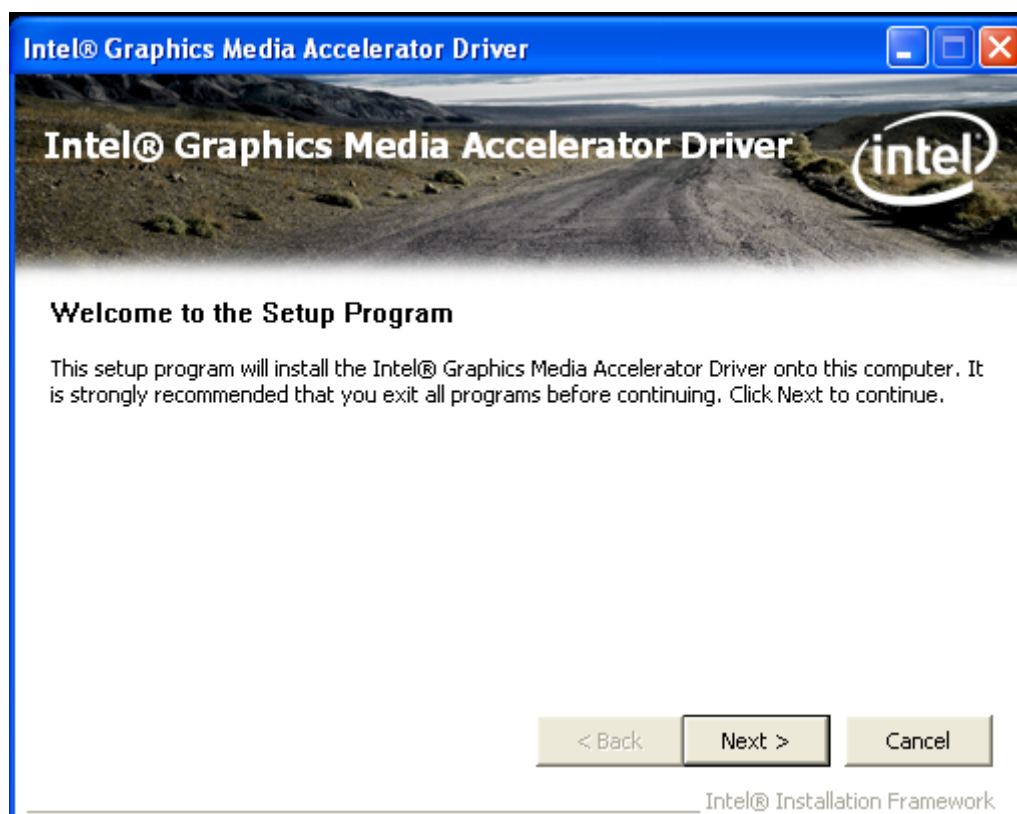 Intel® Graphics Media Accelerator Driver
Intel® Graphics Media Accelerator Driver
intel
Welcome to the Setup Program
This setup program will install the Intel® Graphics Media Accelerator Driver onto this computer. It
is strongly recommended that you exit all programs before continuing. Click Next to continue.
< Back Next > Cancel
Intel® Installation Framework